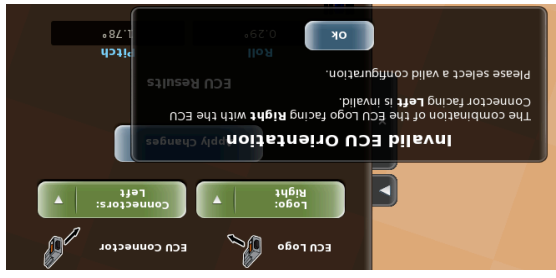 ECU Logo
ECU Connector
Logo:
Right
Connectors:
Left
Apply Changes
Invalid ECU Orientation
The combination of the ECU Logo facing Right with the ECU
Connector facing Left is invalid.
Please select a valid configuration.
Ok
ECU Results
Roll
Pitch
0.29°
1.78°